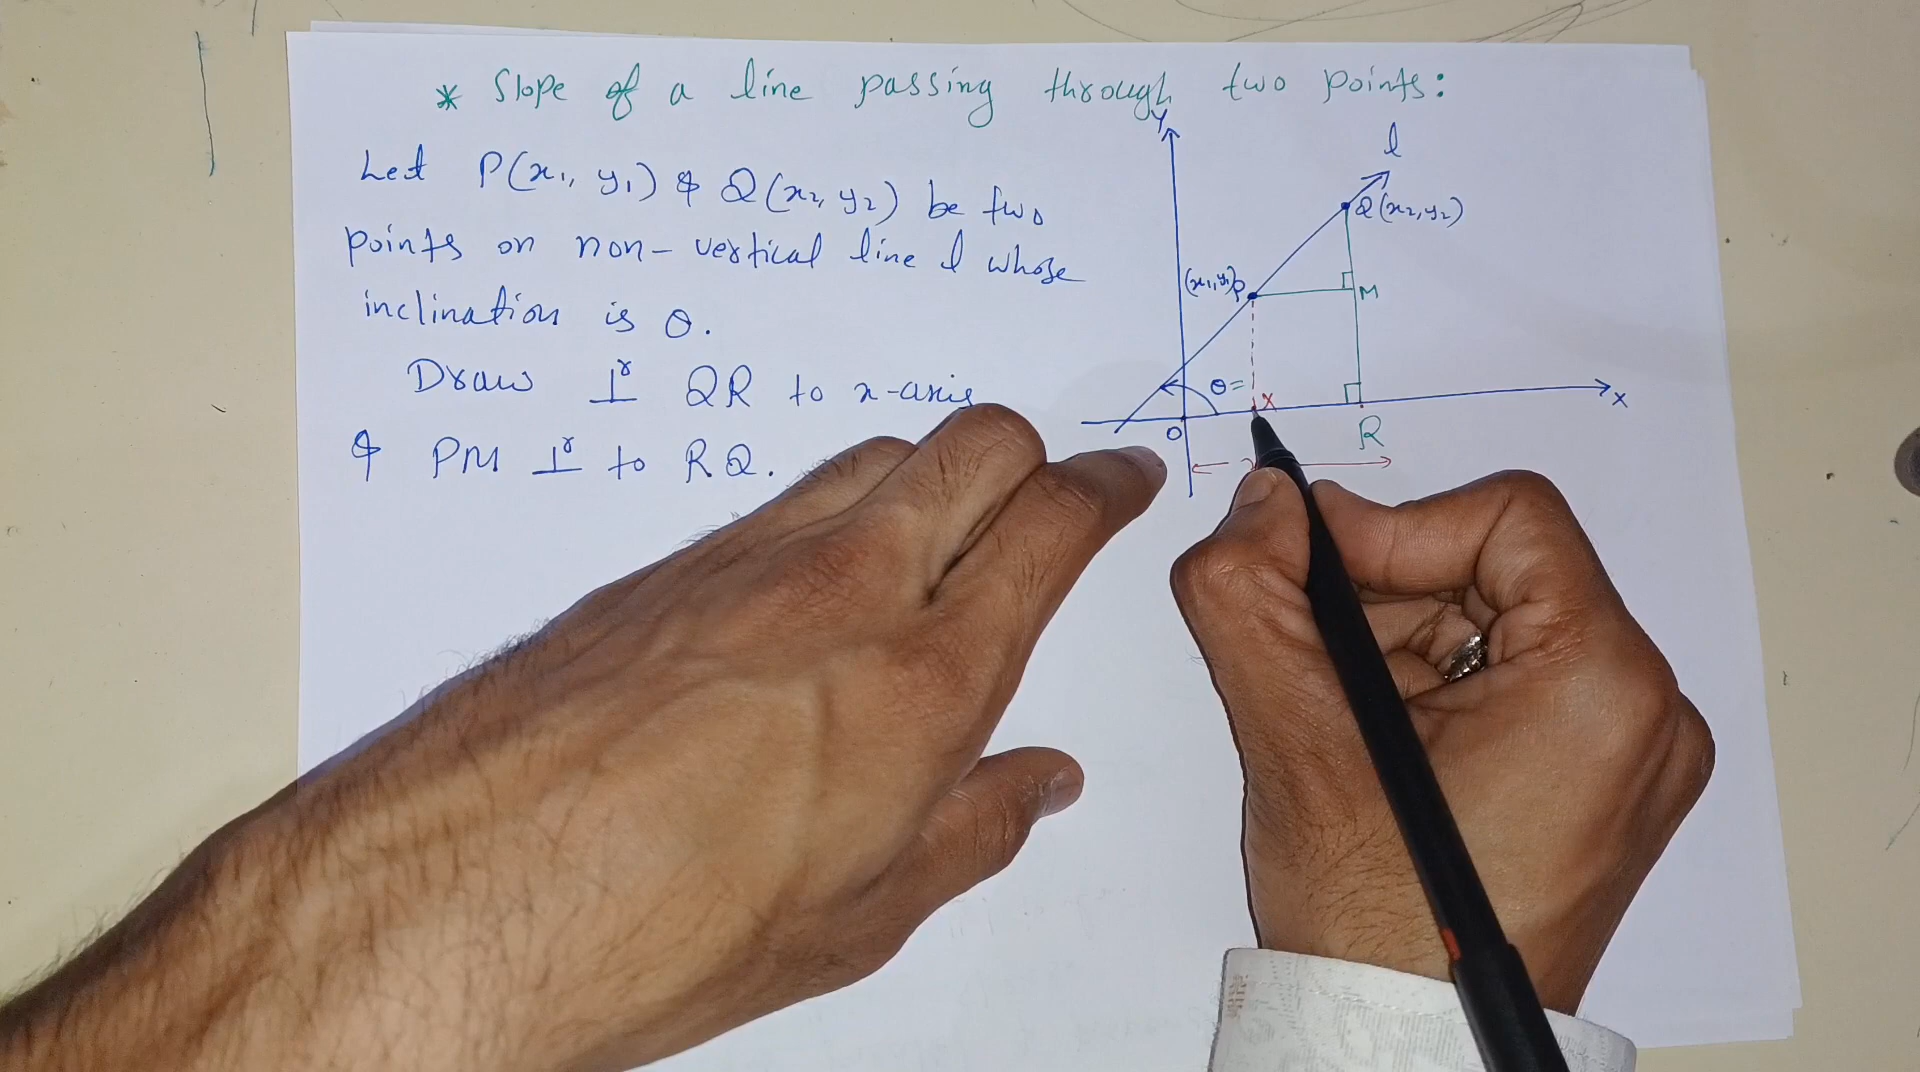 * Slope of a line passing through two points:
Let P(x₁, y₁) & Q(x₂, y₂) be two
points on non-vertical line l whose
inclination is θ.
Draw ⊥ʳ QR to x-axis
& PM ⊥ʳ to RQ.
Y
l
Q(x₂,y₂)
(x₁,y₁)P
M
θ=
X
X
O
R